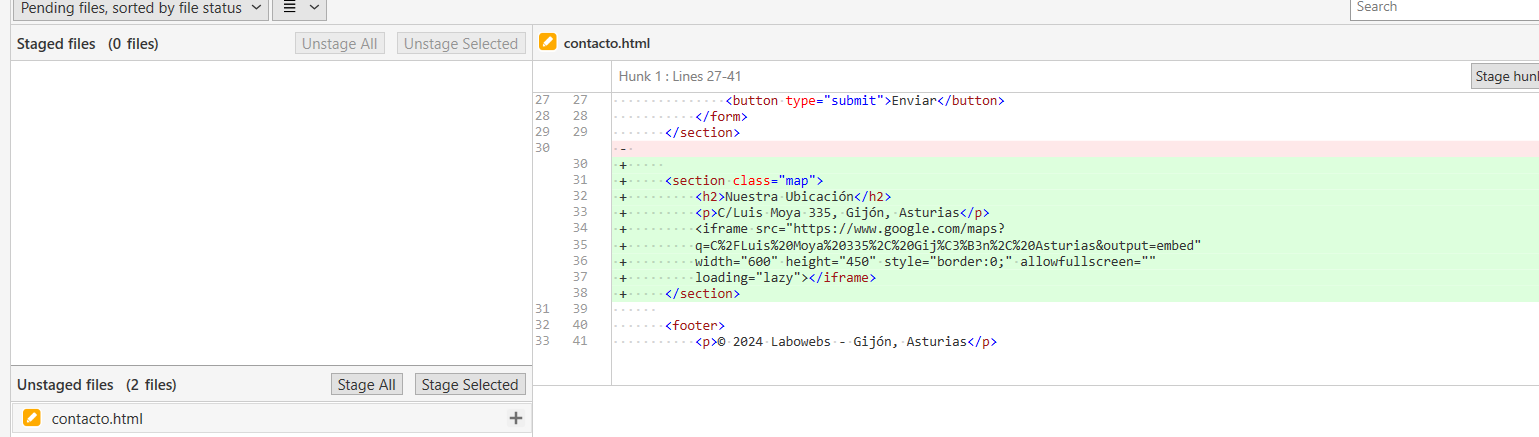 Pending files, sorted by file status
Search
Staged files (0 files)
Unstage All
Unstage Selected
contacto.html
Hunk 1 : Lines 27-41
Stage hun
27 27 <button type="submit">Enviar</button>
28 28 </form>
29 29 </section>
30 -
30 +
31 + <section class="map">
32 + <h2>Nuestra Ubicación</h2>
33 + <p>C/Luis Moya 335, Gijón, Asturias</p>
34 + <iframe src="https://www.google.com/maps?
35 + q=C%2FLuis%20Moya%20335%2C%20Gij%C3%B3n%2C%20Asturias&output=embed"
36 + width="600" height="450" style="border:0;" allowfullscreen=""
37 + loading="lazy"></iframe>
38 + </section>
31 39
32 40 <footer>
33 41 <p>© 2024 Labowebs - Gijón, Asturias</p>
Unstaged files (2 files)
Stage All
Stage Selected
contacto.html